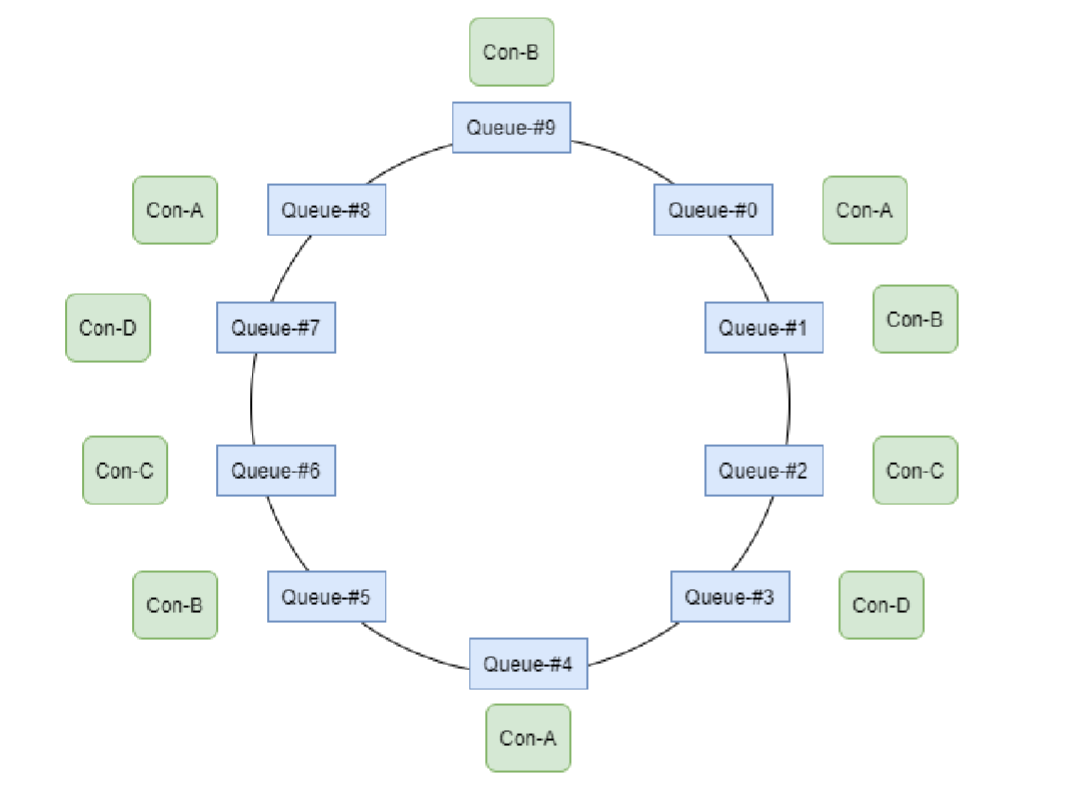 Con-B
Queue-#9
Con-A
Queue-#8
Queue-#0
Con-A
Con-D
Queue-#7
Queue-#1
Con-B
Con-C
Queue-#6
Queue-#2
Con-C
Con-B
Queue-#5
Queue-#3
Con-D
Queue-#4
Con-A